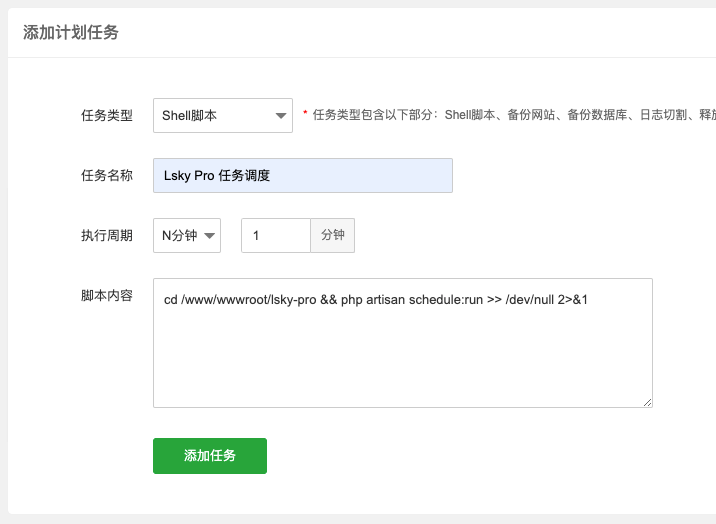 添加计划任务
任务类型 Shell脚本 * 任务类型包含以下部分：Shell脚本、备份网站、备份数据库、日志切割、释放
任务名称 Lsky Pro 任务调度
执行周期 N分钟 1 分钟
脚本内容 cd /www/wwwroot/lsky-pro && php artisan schedule:run >> /dev/null 2>&1
添加任务